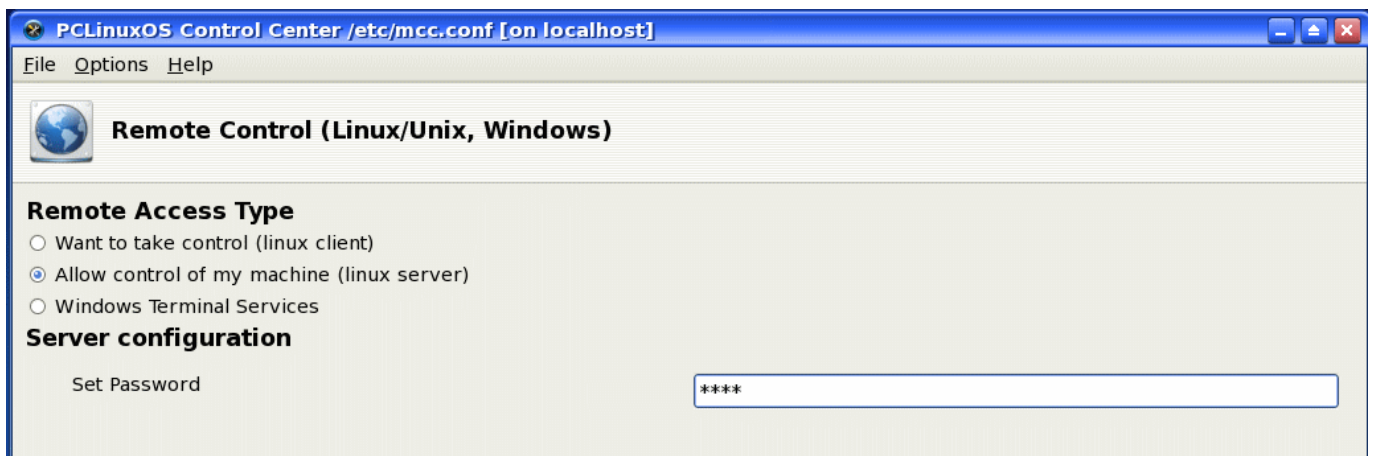 PCLinuxOS Control Center /etc/mcc.conf [on localhost]
File Options Help
Remote Control (Linux/Unix, Windows)
Remote Access Type
Want to take control (linux client)
Allow control of my machine (linux server)
Windows Terminal Services
Server configuration
Set Password ****